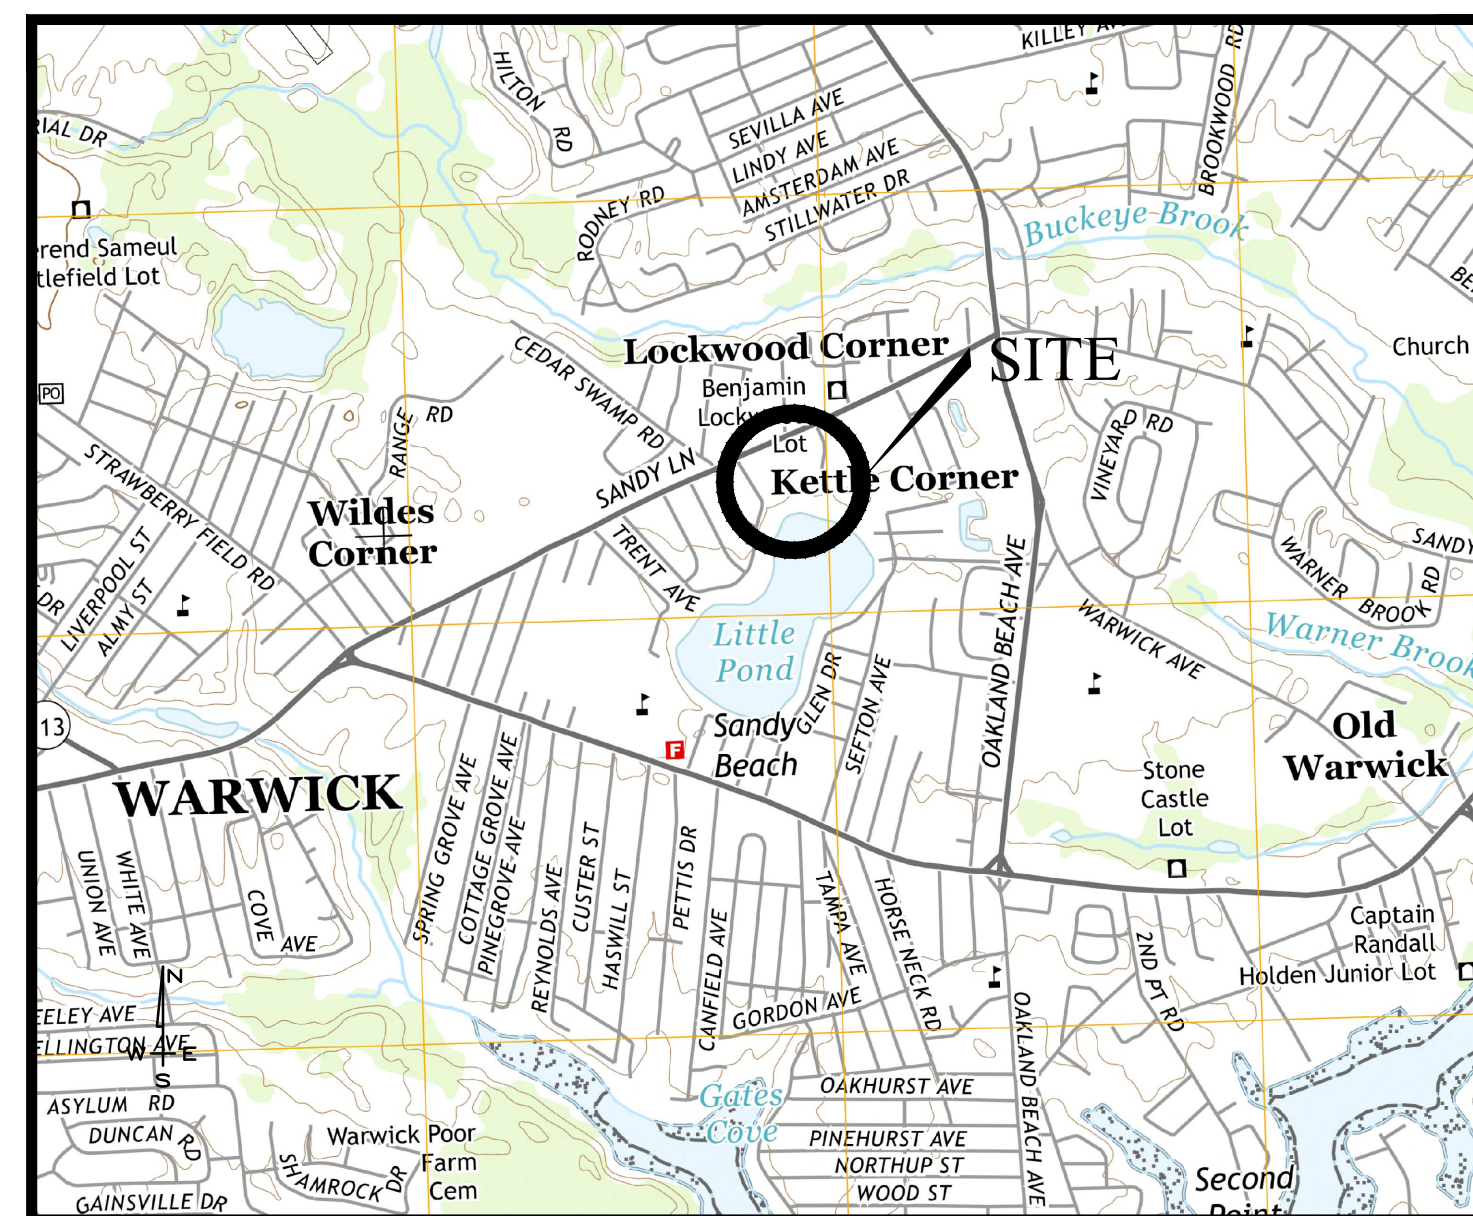 KILLEY AV
HILTON
RD
BROOKWOOD RD
SEVILLA AVE
LINDY AVE
AMSTERDAM AVE
STILLWATER DR
RIAL DR
RODNEY RD
Buckeye Brook
erend Sameul
tlefield Lot
BE
Lockwood Corner
SITE
Church
CEDAR SWAMP RD
Benjamin
Lockw
Lot
PO
RANGE RD
VINEYARD RD
SANDY LN
Kettle Corner
STRAWBERRY FIELD RD
Wildes
Corner
TRENT AVE
LIVERPOOL ST
ALMY ST
DR
OAKLAND BEACH AVE
SANDY
WARNER BROOK RD
WARWICK AVE
Warner Brook
Little
Pond
GLEN DR
SEFTON AVE
13
Sandy
Beach
F
Old
Warwick
WARWICK
Stone
Castle
Lot
UNION AVE
WHITE AVE
COVE AVE
SPRING GROVE AVE
COTTAGE GROVE AVE
PINEGROVE AVE
REYNOLDS AVE
CUSTER ST
HASWILL ST
PETTIS DR
CANFIELD AVE
TAMPA AVE
HORSE NECK RD
GORDON AVE
2ND PT RD
Captain
Randall
Holden Junior Lot
N
W E
S
EELEY AVE
ELLINGTON AVE
ASYLUM RD
DUNCAN RD
GAINSVILLE DR
SHAMROCK DR
Warwick Poor
Farm
Cem
Gates
Cove
OAKHURST AVE
PINEHURST AVE
NORTHUP ST
WOOD ST
OAKLAND BEACH AVE
Second
Point